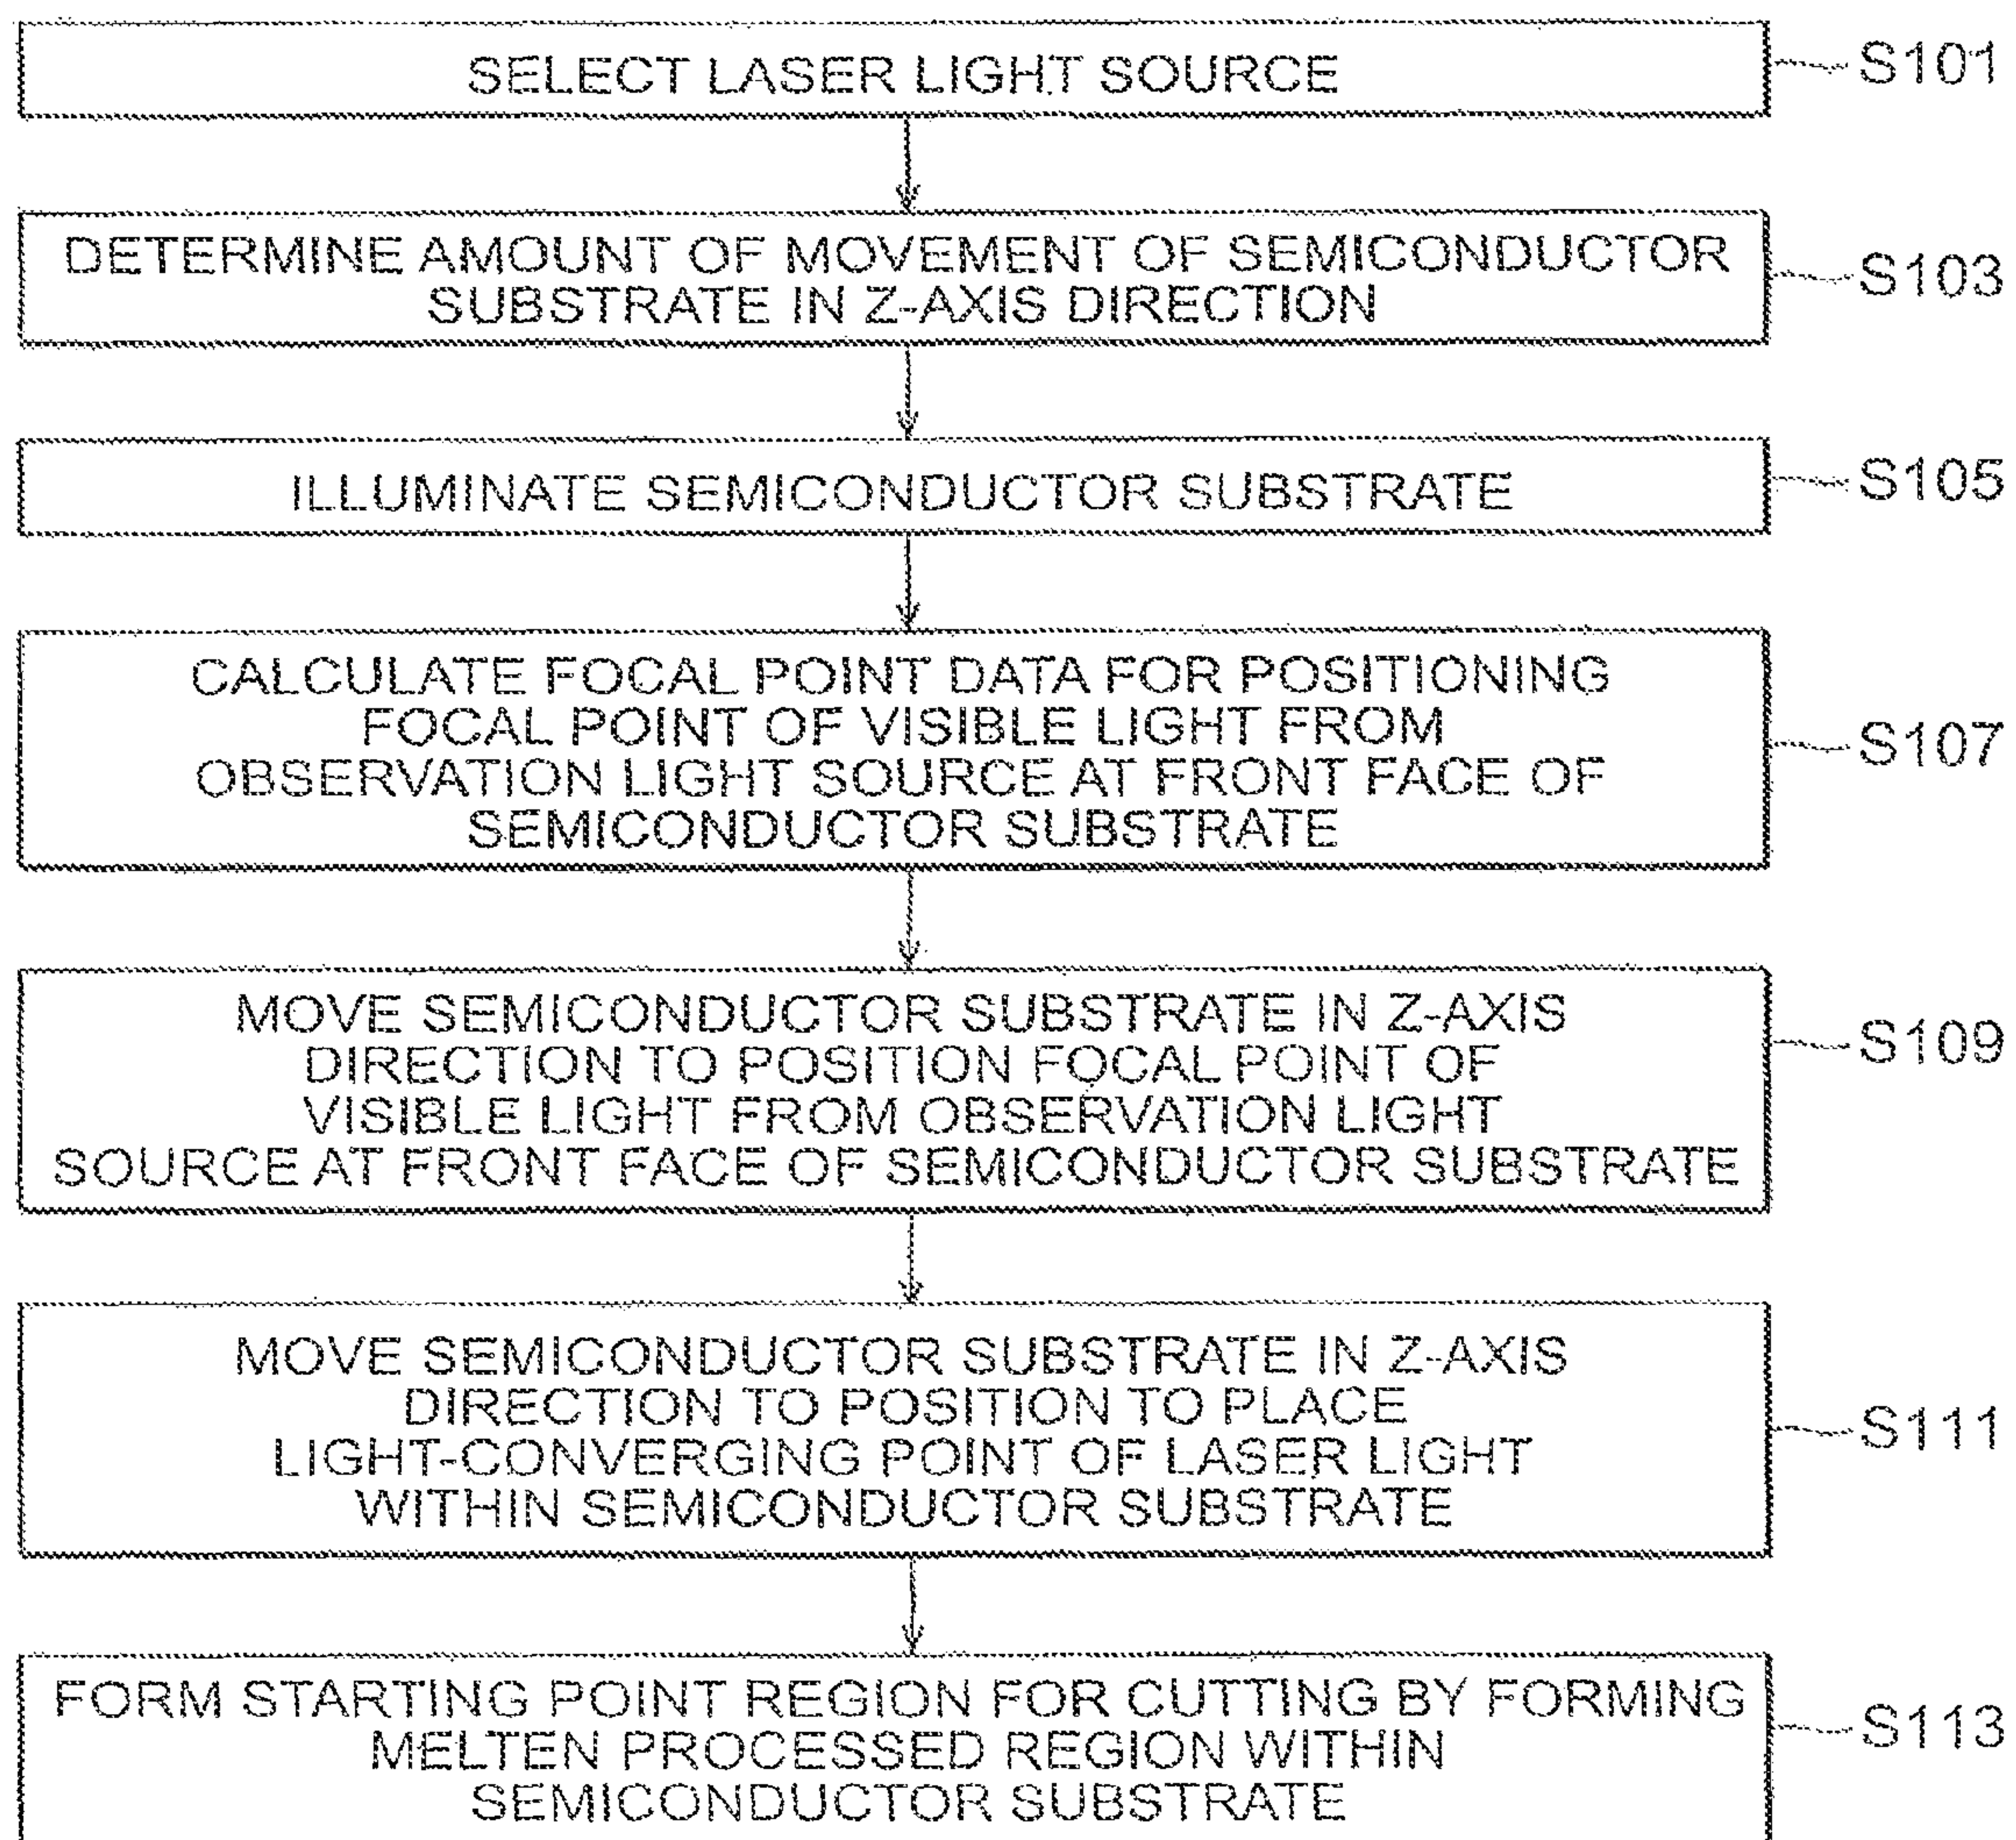 SELECT LASER LIGHT SOURCE
S101
DETERMINE AMOUNT OF MOVEMENT OF SEMICONDUCTOR
SUBSTRATE IN Z-AXIS DIRECTION
S103
ILLUMINATE SEMICONDUCTOR SUBSTRATE
S105
CALCULATE FOCAL POINT DATA FOR POSITIONING
FOCAL POINT OF VISIBLE LIGHT FROM
OBSERVATION LIGHT SOURCE AT FRONT FACE OF
SEMICONDUCTOR SUBSTRATE
S107
MOVE SEMICONDUCTOR SUBSTRATE IN Z-AXIS
DIRECTION TO POSITION FOCAL POINT OF
VISIBLE LIGHT FROM OBSERVATION LIGHT
SOURCE AT FRONT FACE OF SEMICONDUCTOR SUBSTRATE
S109
MOVE SEMICONDUCTOR SUBSTRATE IN Z-AXIS
DIRECTION TO POSITION TO PLACE
LIGHT-CONVERGING POINT OF LASER LIGHT
WITHIN SEMICONDUCTOR SUBSTRATE
S111
FORM STARTING POINT REGION FOR CUTTING BY FORMING
MELTEN PROCESSED REGION WITHIN
SEMICONDUCTOR SUBSTRATE
S113